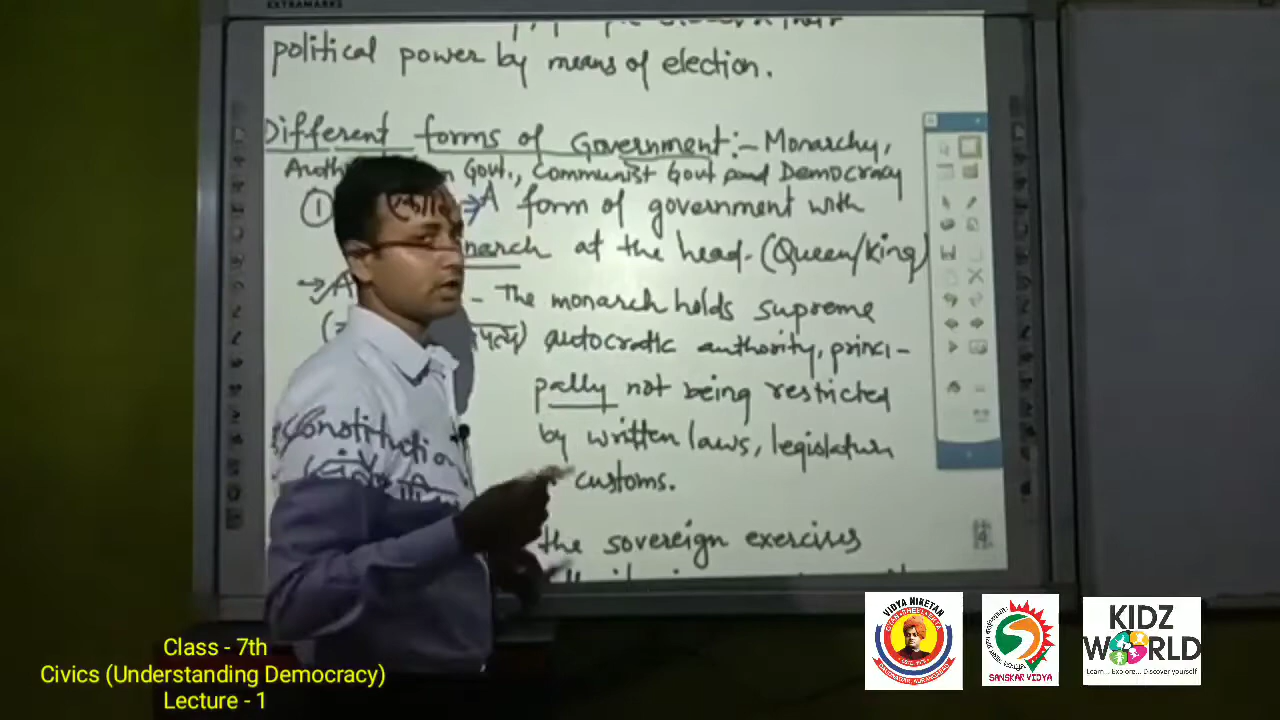 EXTRAMARKS
political power by means of election.
Different forms of Government:- Monarchy,
Govt., Communist Govt and Democracy
① ⇒ A form of government with
narch at the head. (Queen/King)
→ A - The monarch holds supreme
autocratic authority, princi-
pally not being restricted
by written laws, legislature
customs.
Constitution
the sovereign exercises
Class - 7th
Civics (Understanding Democracy)
Lecture - 1
VIDYA NIKETAN
SANSKAR VIDYA
KIDZ
WORLD
Learn... Explore... Discover yourself